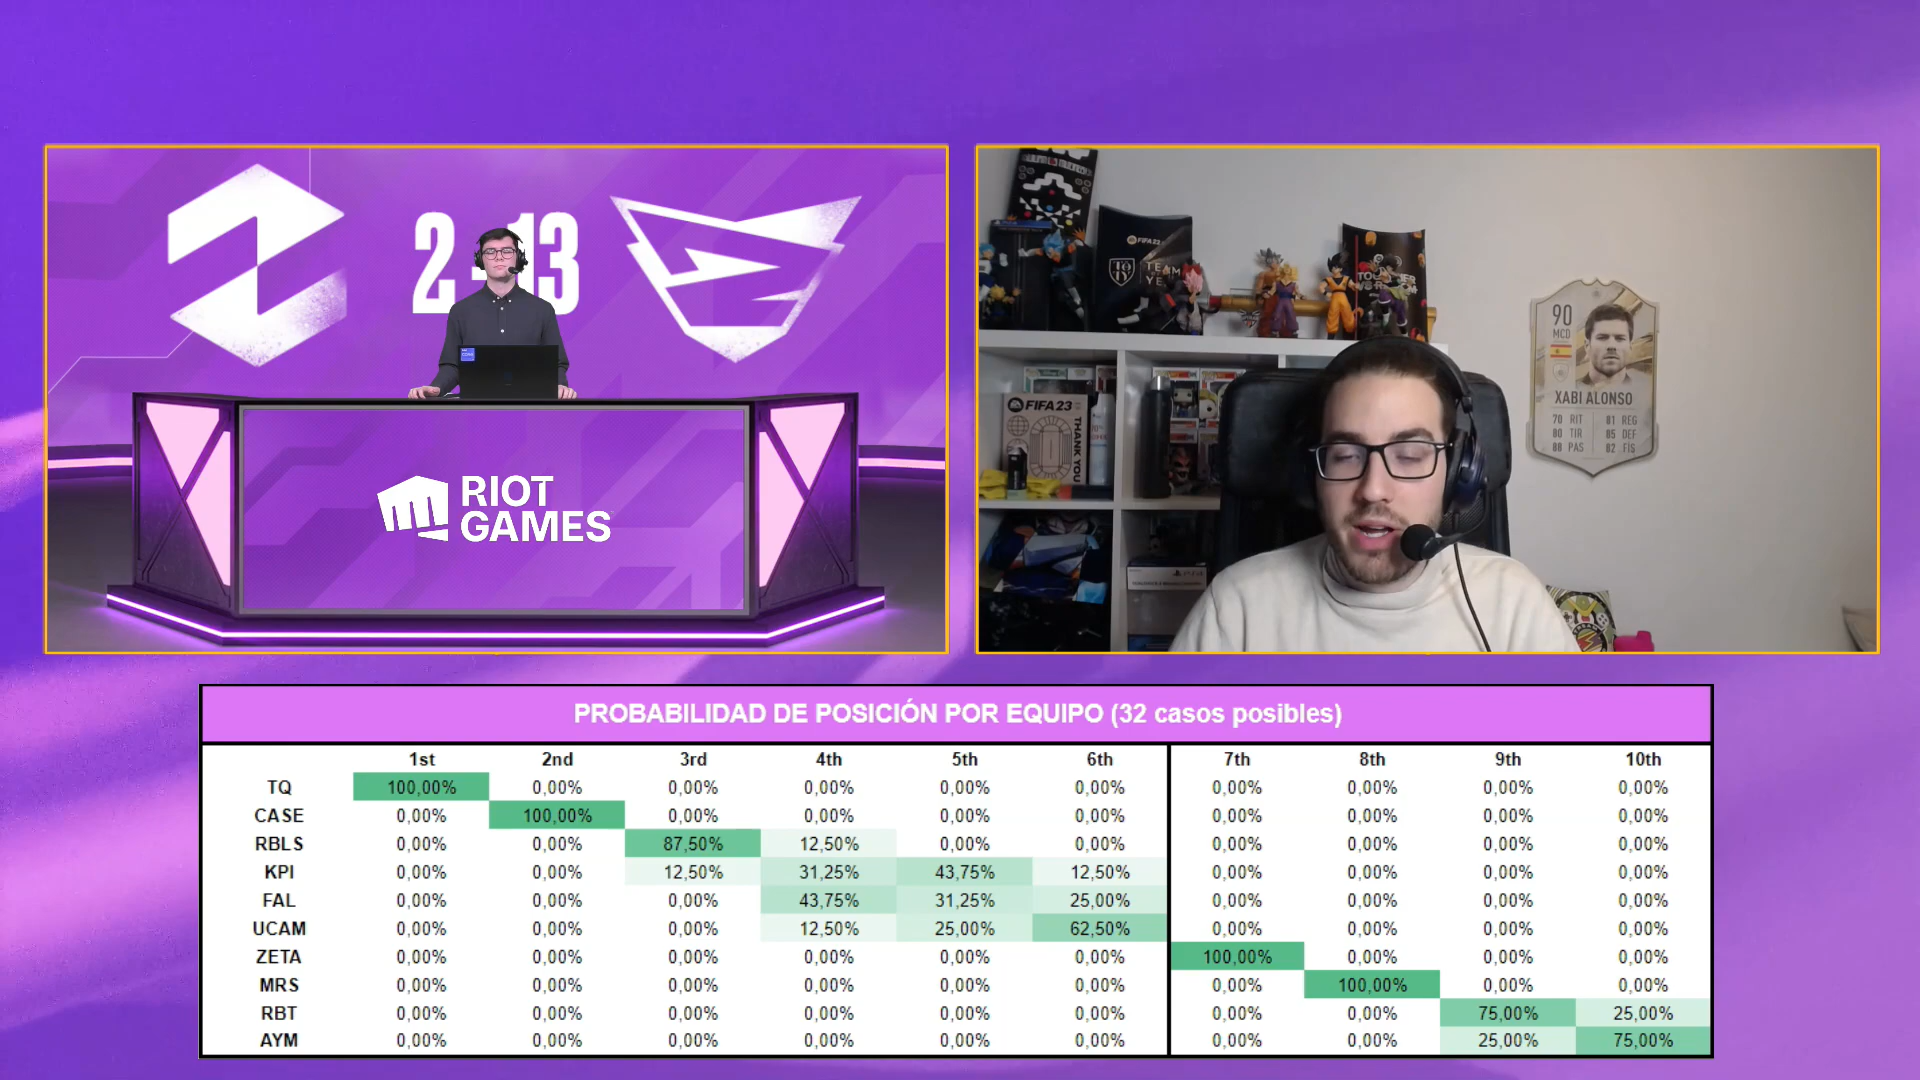 2 - 13
RIOT
GAMES
FIFA 23
TEAM
FIFA 23
THANK YOU
90
MCD
XABI ALONSO
70 RIT 81 REG
80 TIR 85 DEF
88 PAS 82 FIS
PS4
PROBABILIDAD DE POSICIÓN POR EQUIPO (32 casos posibles)
1st 2nd 3rd 4th 5th 6th 7th 8th 9th 10th
TQ 100,00% 0,00% 0,00% 0,00% 0,00% 0,00% 0,00% 0,00% 0,00% 0,00%
CASE 0,00% 100,00% 0,00% 0,00% 0,00% 0,00% 0,00% 0,00% 0,00% 0,00%
RBLS 0,00% 0,00% 87,50% 12,50% 0,00% 0,00% 0,00% 0,00% 0,00% 0,00%
KPI 0,00% 0,00% 12,50% 31,25% 43,75% 12,50% 0,00% 0,00% 0,00% 0,00%
FAL 0,00% 0,00% 0,00% 43,75% 31,25% 25,00% 0,00% 0,00% 0,00% 0,00%
UCAM 0,00% 0,00% 0,00% 12,50% 25,00% 62,50% 0,00% 0,00% 0,00% 0,00%
ZETA 0,00% 0,00% 0,00% 0,00% 0,00% 0,00% 100,00% 0,00% 0,00% 0,00%
MRS 0,00% 0,00% 0,00% 0,00% 0,00% 0,00% 0,00% 100,00% 0,00% 0,00%
RBT 0,00% 0,00% 0,00% 0,00% 0,00% 0,00% 0,00% 0,00% 75,00% 25,00%
AYM 0,00% 0,00% 0,00% 0,00% 0,00% 0,00% 0,00% 0,00% 25,00% 75,00%